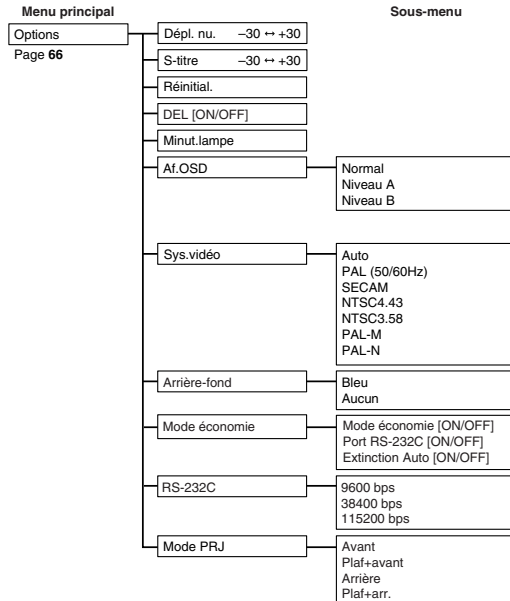 Menu principal
Sous-menu
Options
Page 66
Dépl. nu. –30 ↔ +30
S-titre –30 ↔ +30
Réinitial.
DEL [ON/OFF]
Minut.lampe
Af.OSD
Normal
Niveau A
Niveau B
Sys.vidéo
Auto
PAL (50/60Hz)
SECAM
NTSC4.43
NTSC3.58
PAL-M
PAL-N
Arrière-fond
Bleu
Aucun
Mode économie
Mode économie [ON/OFF]
Port RS-232C [ON/OFF]
Extinction Auto [ON/OFF]
RS-232C
9600 bps
38400 bps
115200 bps
Mode PRJ
Avant
Plaf+avant
Arrière
Plaf+arr.